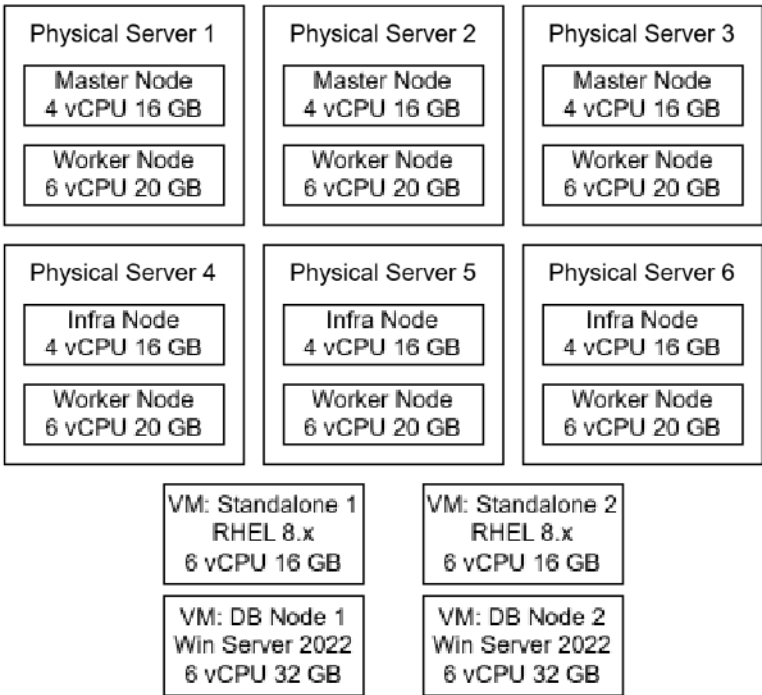 Physical Server 1
Master Node
4 vCPU 16 GB
Worker Node
6 vCPU 20 GB
Physical Server 2
Master Node
4 vCPU 16 GB
Worker Node
6 vCPU 20 GB
Physical Server 3
Master Node
4 vCPU 16 GB
Worker Node
6 vCPU 20 GB
Physical Server 4
Infra Node
4 vCPU 16 GB
Worker Node
6 vCPU 20 GB
Physical Server 5
Infra Node
4 vCPU 16 GB
Worker Node
6 vCPU 20 GB
Physical Server 6
Infra Node
4 vCPU 16 GB
Worker Node
6 vCPU 20 GB
VM: Standalone 1
RHEL 8.x
6 vCPU 16 GB
VM: Standalone 2
RHEL 8.x
6 vCPU 16 GB
VM: DB Node 1
Win Server 2022
6 vCPU 32 GB
VM: DB Node 2
Win Server 2022
6 vCPU 32 GB